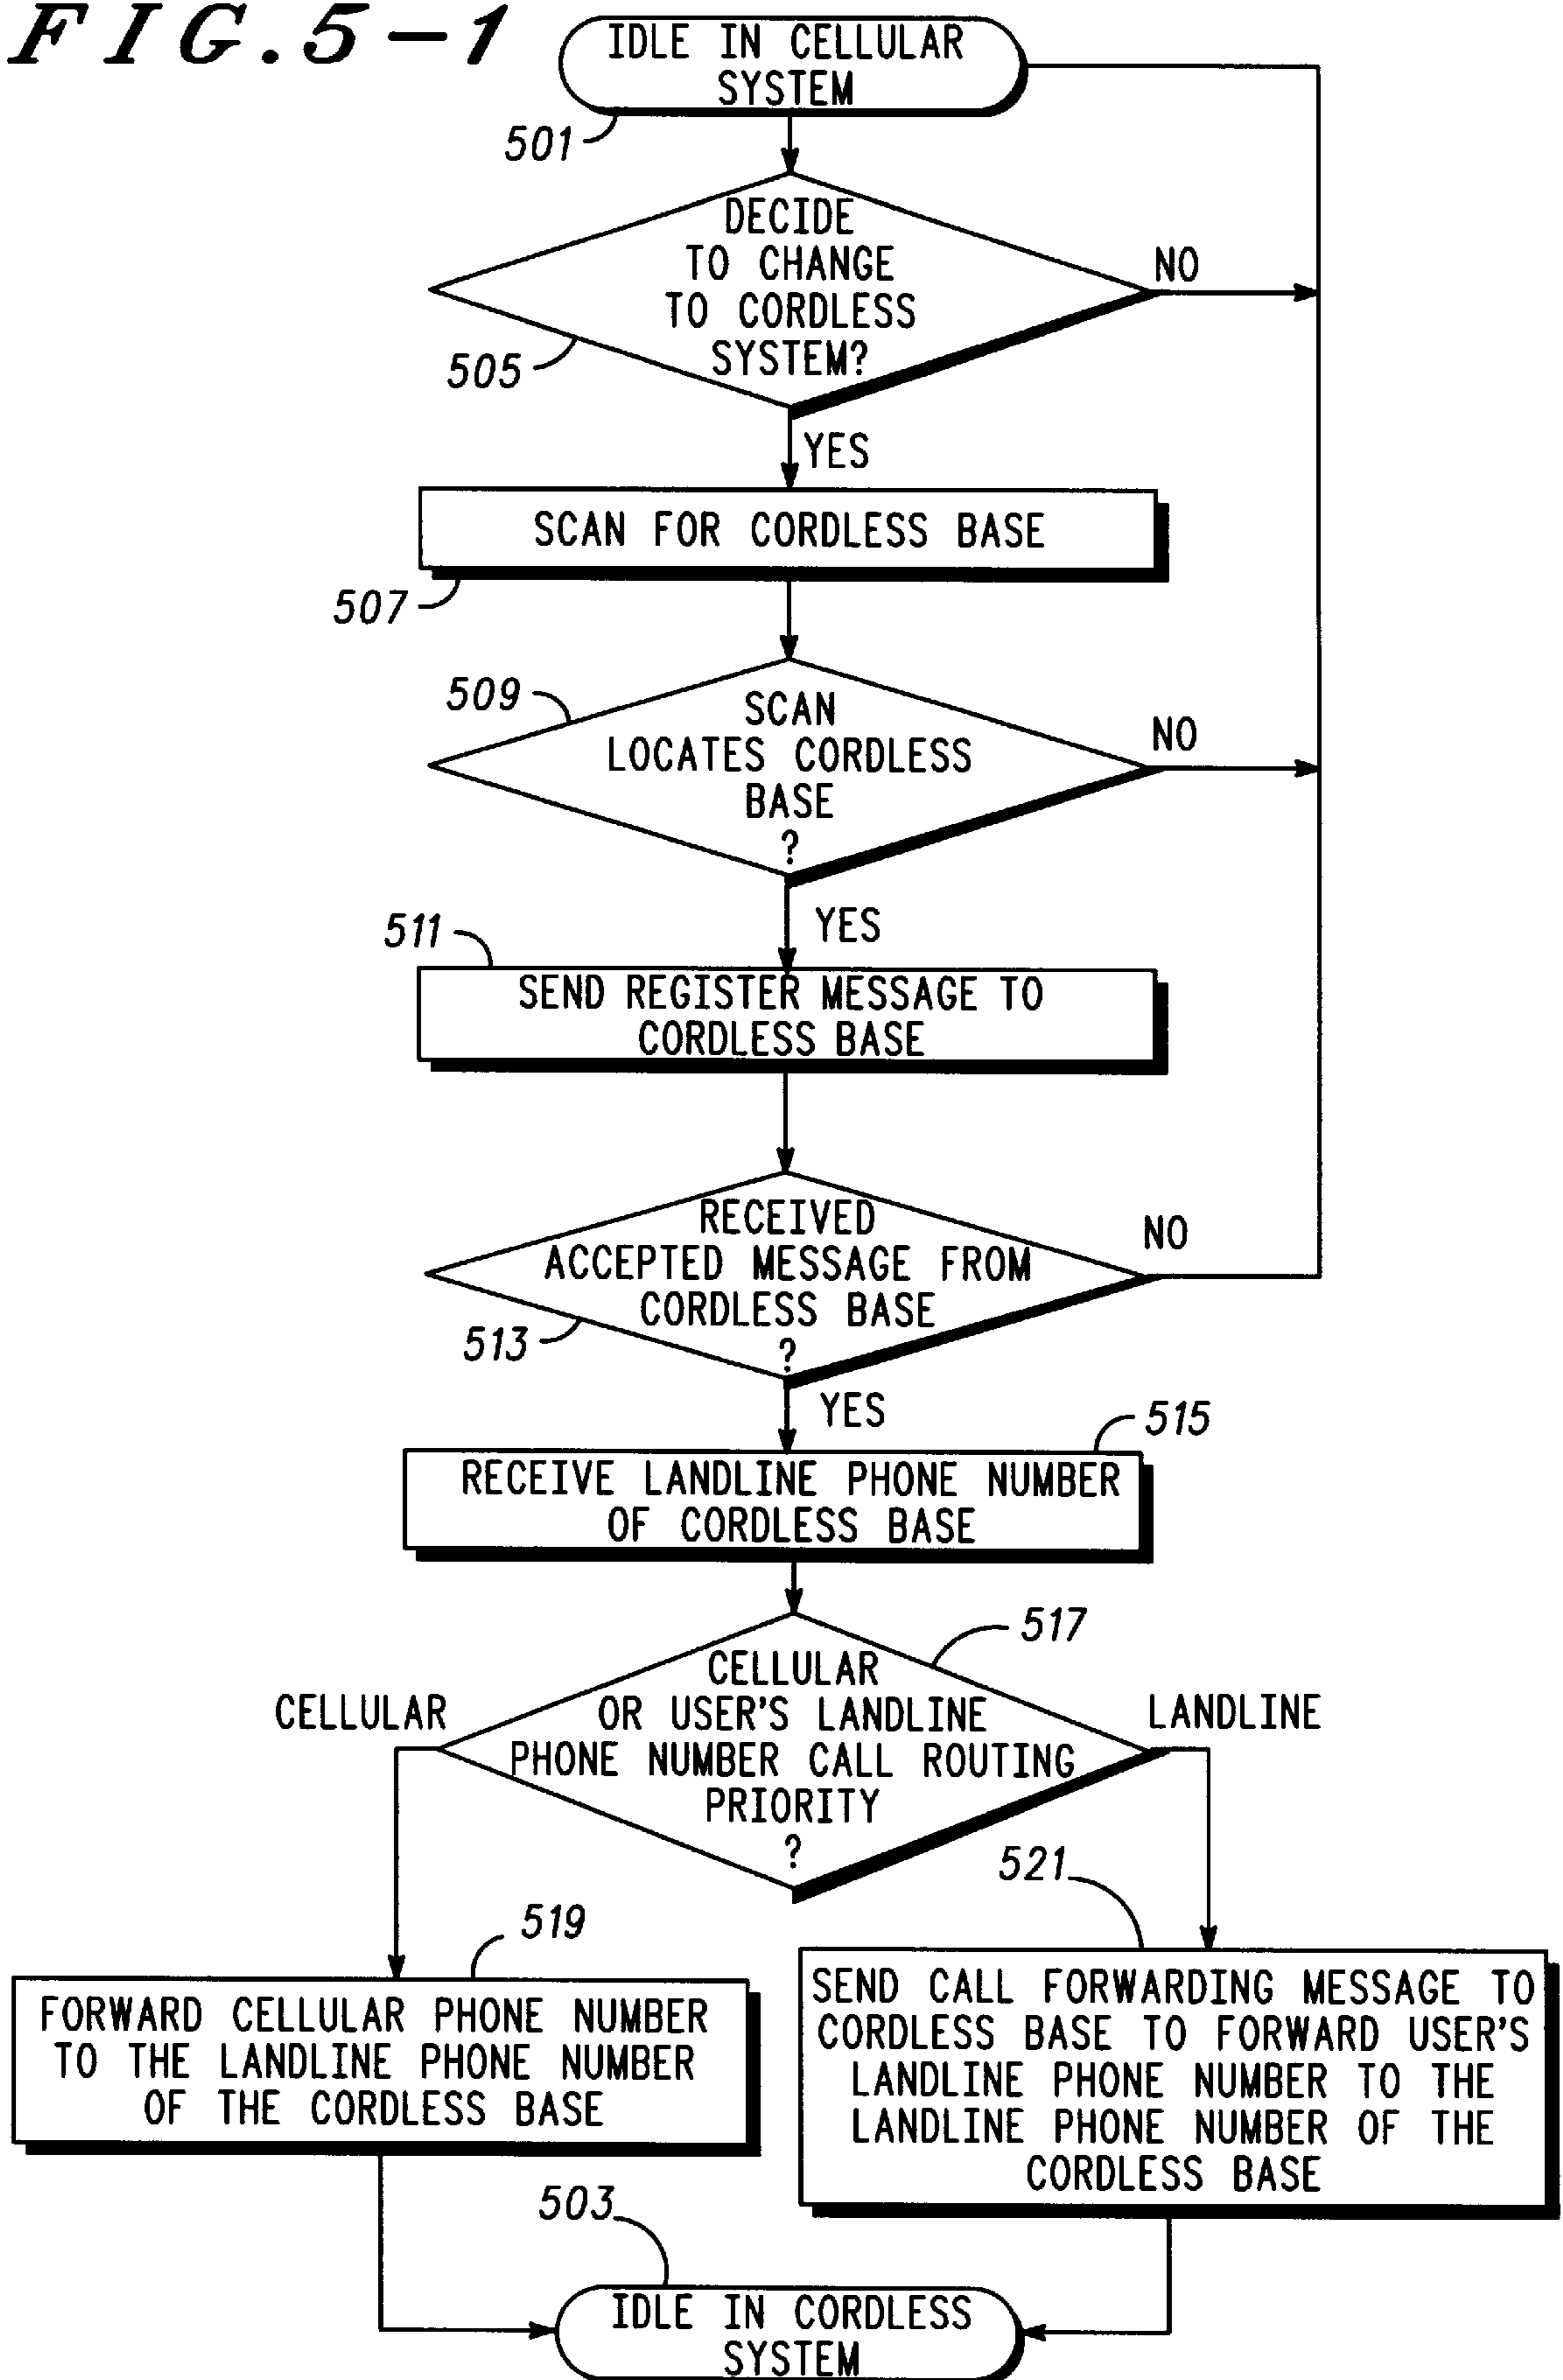 FIG.5-1
IDLE IN CELLULAR
SYSTEM
501
DECIDE
TO CHANGE
TO CORDLESS
SYSTEM?
NO
505
YES
SCAN FOR CORDLESS BASE
507
509
SCAN
LOCATES CORDLESS
BASE
?
NO
YES
511
SEND REGISTER MESSAGE TO
CORDLESS BASE
RECEIVED
ACCEPTED MESSAGE FROM
CORDLESS BASE
?
NO
513
YES
515
RECEIVE LANDLINE PHONE NUMBER
OF CORDLESS BASE
517
CELLULAR
OR USER'S LANDLINE
PHONE NUMBER CALL ROUTING
PRIORITY
?
CELLULAR
LANDLINE
519
FORWARD CELLULAR PHONE NUMBER
TO THE LANDLINE PHONE NUMBER
OF THE CORDLESS BASE
521
SEND CALL FORWARDING MESSAGE TO
CORDLESS BASE TO FORWARD USER'S
LANDLINE PHONE NUMBER TO THE
LANDLINE PHONE NUMBER OF THE
CORDLESS BASE
503
IDLE IN CORDLESS
SYSTEM